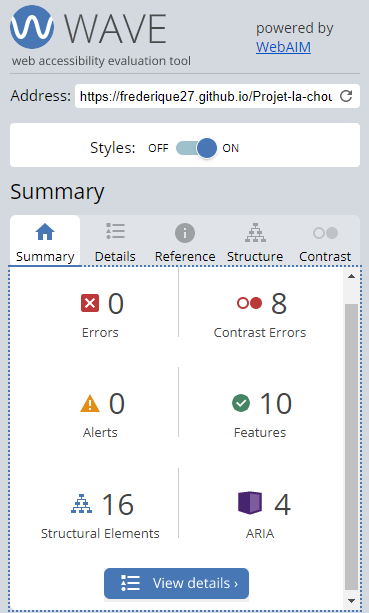 WAVE
powered by
WebAIM
web accessibility evaluation tool
Address: https://frederique27.github.io/Projet-la-chou
Styles: OFF ON
Summary
Summary Details Reference Structure Contrast
0 8
Errors Contrast Errors
0 10
Alerts Features
16 4
Structural Elements ARIA
View details ›